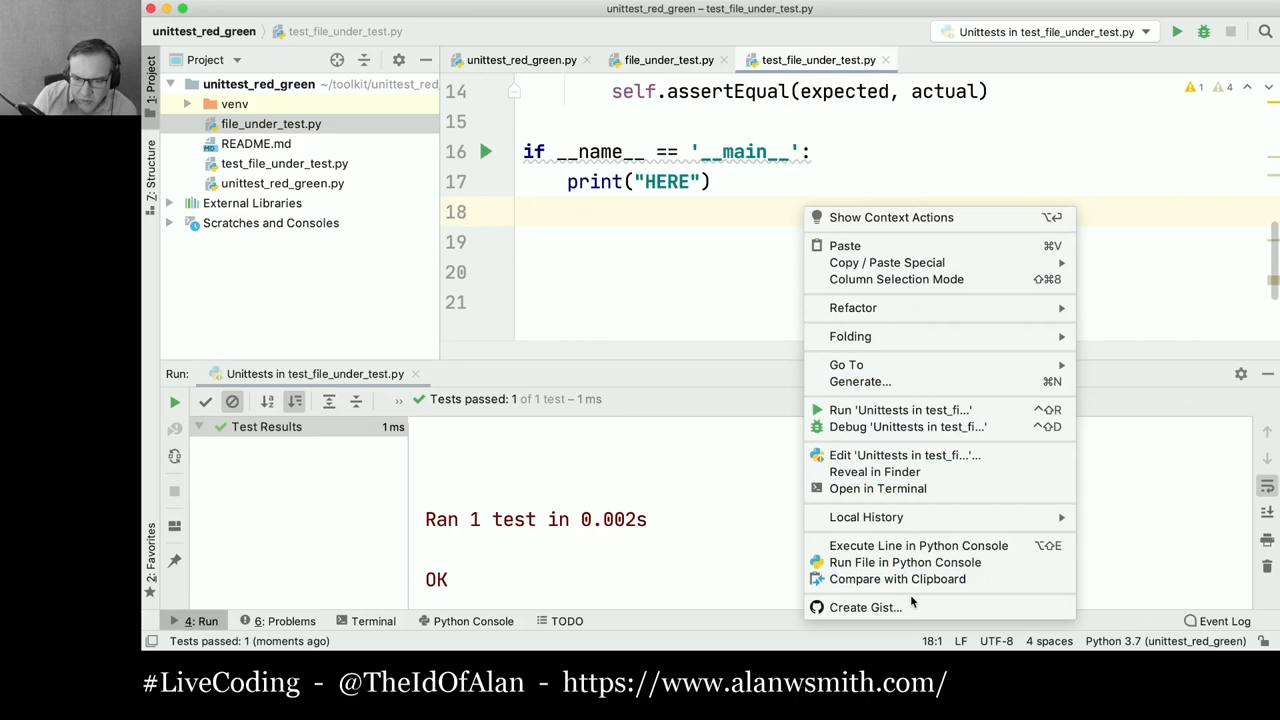 unittest_red_green – test_file_under_test.py
unittest_red_green
test_file_under_test.py
Unittests in test_file_under_test.py
1: Project
Project
unittest_red_green.py
file_under_test.py
test_file_under_test.py
unittest_red_green ~/toolkit/unittest_red
venv
file_under_test.py
README.md
test_file_under_test.py
unittest_red_green.py
External Libraries
Scratches and Consoles
Z: Structure
14 self.assertEqual(expected, actual)
1 4
15
16 if __name__ == '__main__':
17 print("HERE")
18
19
20
21
Show Context Actions ⌥⏎
Paste ⌘V
Copy / Paste Special
Column Selection Mode ⇧⌘8
Refactor
Folding
Go To
Generate... ⌘N
Run 'Unittests in test_fi...' ^⇧R
Debug 'Unittests in test_fi...' ^⇧D
Edit 'Unittests in test_fi...'...
Reveal in Finder
Open in Terminal
Local History
Execute Line in Python Console ⌥⇧E
Run File in Python Console
Compare with Clipboard
Create Gist...
Run:
Unittests in test_file_under_test.py
Tests passed: 1 of 1 test – 1 ms
Test Results 1 ms
Ran 1 test in 0.002s
OK
2: Favorites
4: Run
6: Problems
Terminal
Python Console
TODO
Event Log
Tests passed: 1 (moments ago)
18:1 LF UTF-8 4 spaces Python 3.7 (unittest_red_green)
#LiveCoding - @TheIdOfAlan - https://www.alanwsmith.com/